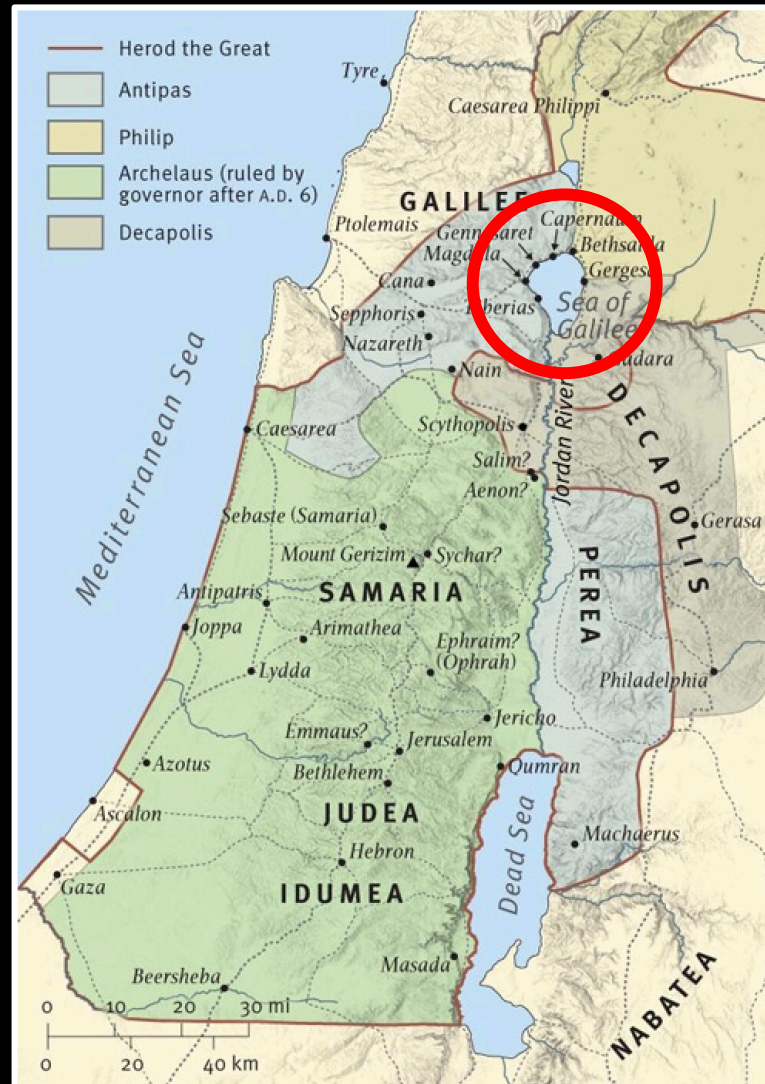 Herod the Great
Antipas
Philip
Archelaus (ruled by
governor after A.D. 6)
Decapolis
Tyre
Caesarea Philippi
GALILEE
Ptolemais
Capernaum
Gennesaret
Bethsaida
Magdala
Gergesa
Cana
Tiberias
Sea of
Galilee
Sepphoris
Nazareth
Gadara
Nain
Mediterranean Sea
Jordan River
DECAPOLIS
Caesarea
Scythopolis
Salim?
Aenon?
Sebaste (Samaria)
Gerasa
Mount Gerizim
Sychar?
PEREA
SAMARIA
Antipatris
Joppa
Arimathea
Ephraim?
(Ophrah)
Lydda
Philadelphia
Jericho
Emmaus?
Jerusalem
Azotus
Qumran
Bethlehem
Ascalon
JUDEA
Machaerus
Dead Sea
Hebron
Gaza
IDUMEA
Masada
Beersheba
NABATEA
0 10 20 30 mi
0 20 40 km